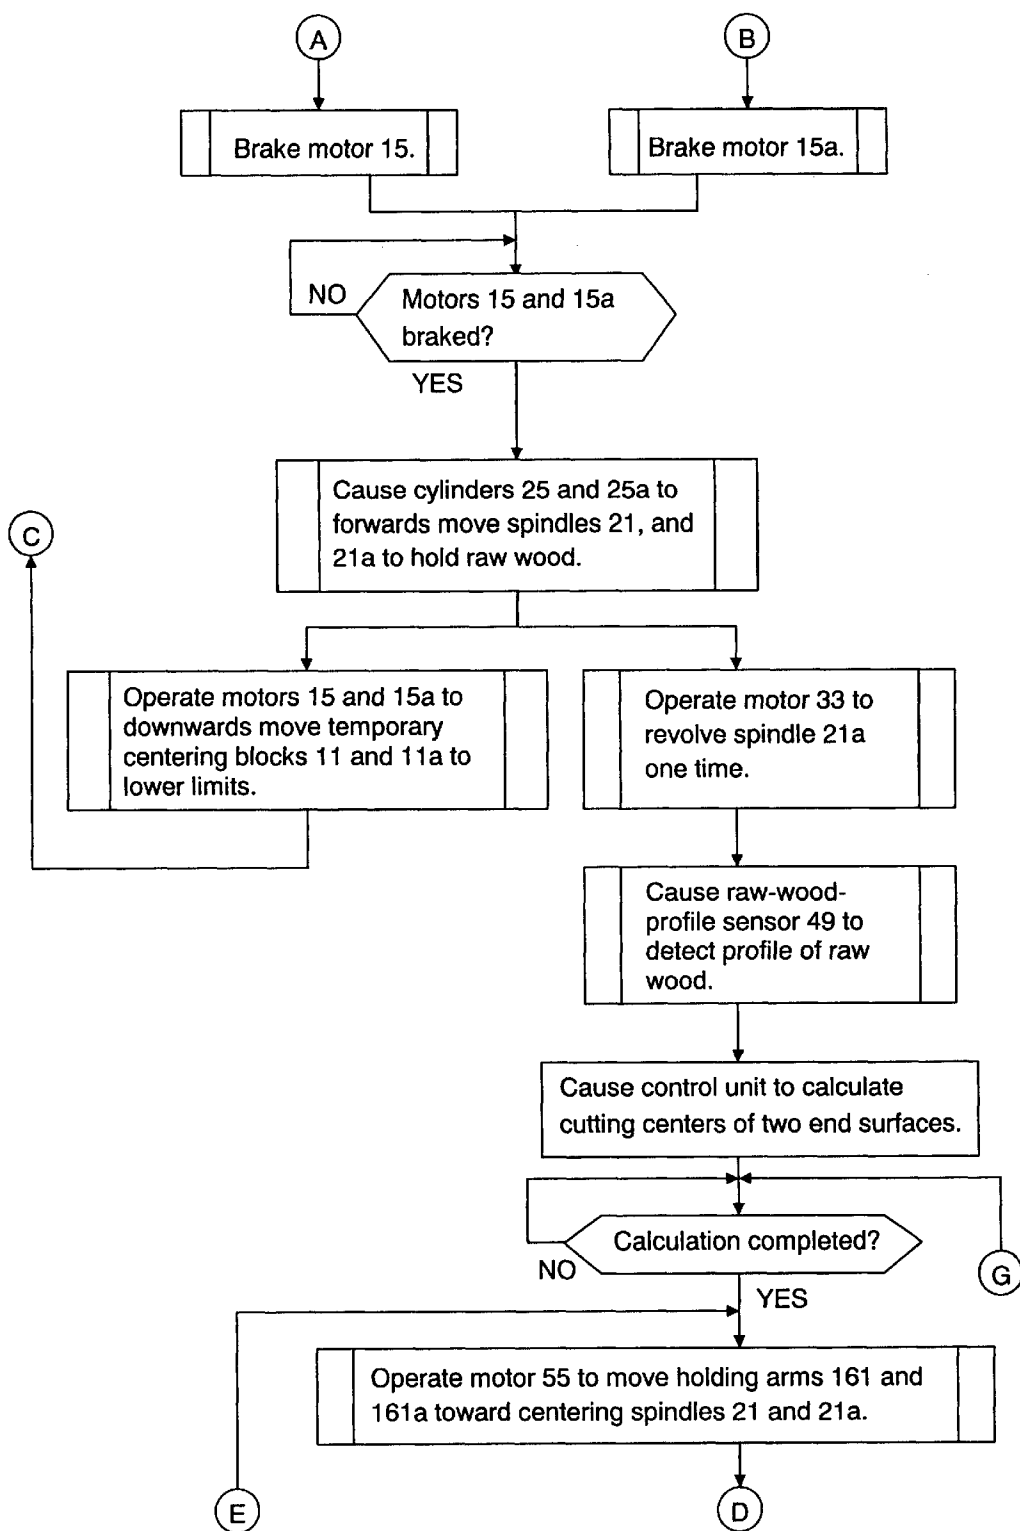 A
B
Brake motor 15.
Brake motor 15a.
NO
Motors 15 and 15a
braked?
YES
Cause cylinders 25 and 25a to
forwards move spindles 21, and
21a to hold raw wood.
C
Operate motors 15 and 15a to
downwards move temporary
centering blocks 11 and 11a to
lower limits.
Operate motor 33 to
revolve spindle 21a
one time.
Cause raw-wood-
profile sensor 49 to
detect profile of raw
wood.
Cause control unit to calculate
cutting centers of two end surfaces.
Calculation completed?
NO
G
YES
Operate motor 55 to move holding arms 161 and
161a toward centering spindles 21 and 21a.
E
D